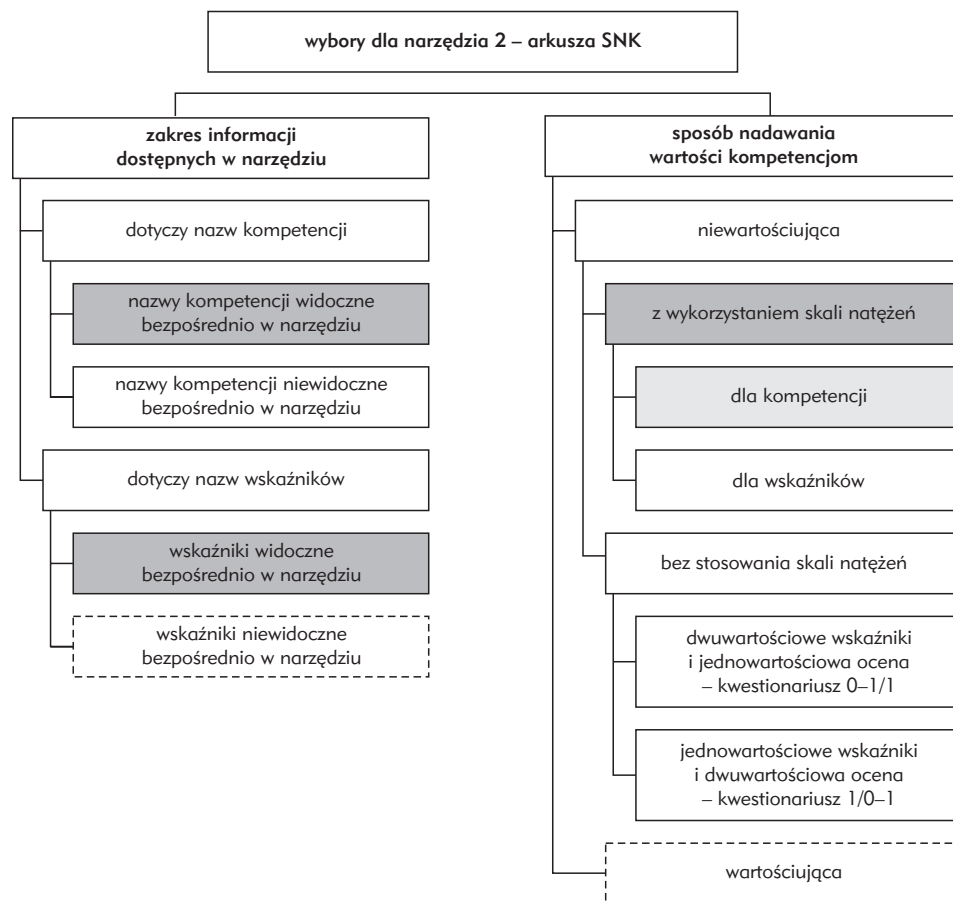 wybory dla narzędzia 2 – arkusza SNK
zakres informacji
dostępnych w narzędziu
dotyczy nazw kompetencji
nazwy kompetencji widoczne
bezpośrednio w narzędziu
nazwy kompetencji niewidoczne
bezpośrednio w narzędziu
dotyczy nazw wskaźników
wskaźniki widoczne
bezpośrednio w narzędziu
wskaźniki niewidoczne
bezpośrednio w narzędziu
sposób nadawania
wartości kompetencjom
niewartościująca
z wykorzystaniem skali natężeń
dla kompetencji
dla wskaźników
bez stosowania skali natężeń
dwuwartościowe wskaźniki
i jednowartościowa ocena
– kwestionariusz 0–1/1
jednowartościowe wskaźniki
i dwuwartościowa ocena
– kwestionariusz 1/0–1
wartościująca